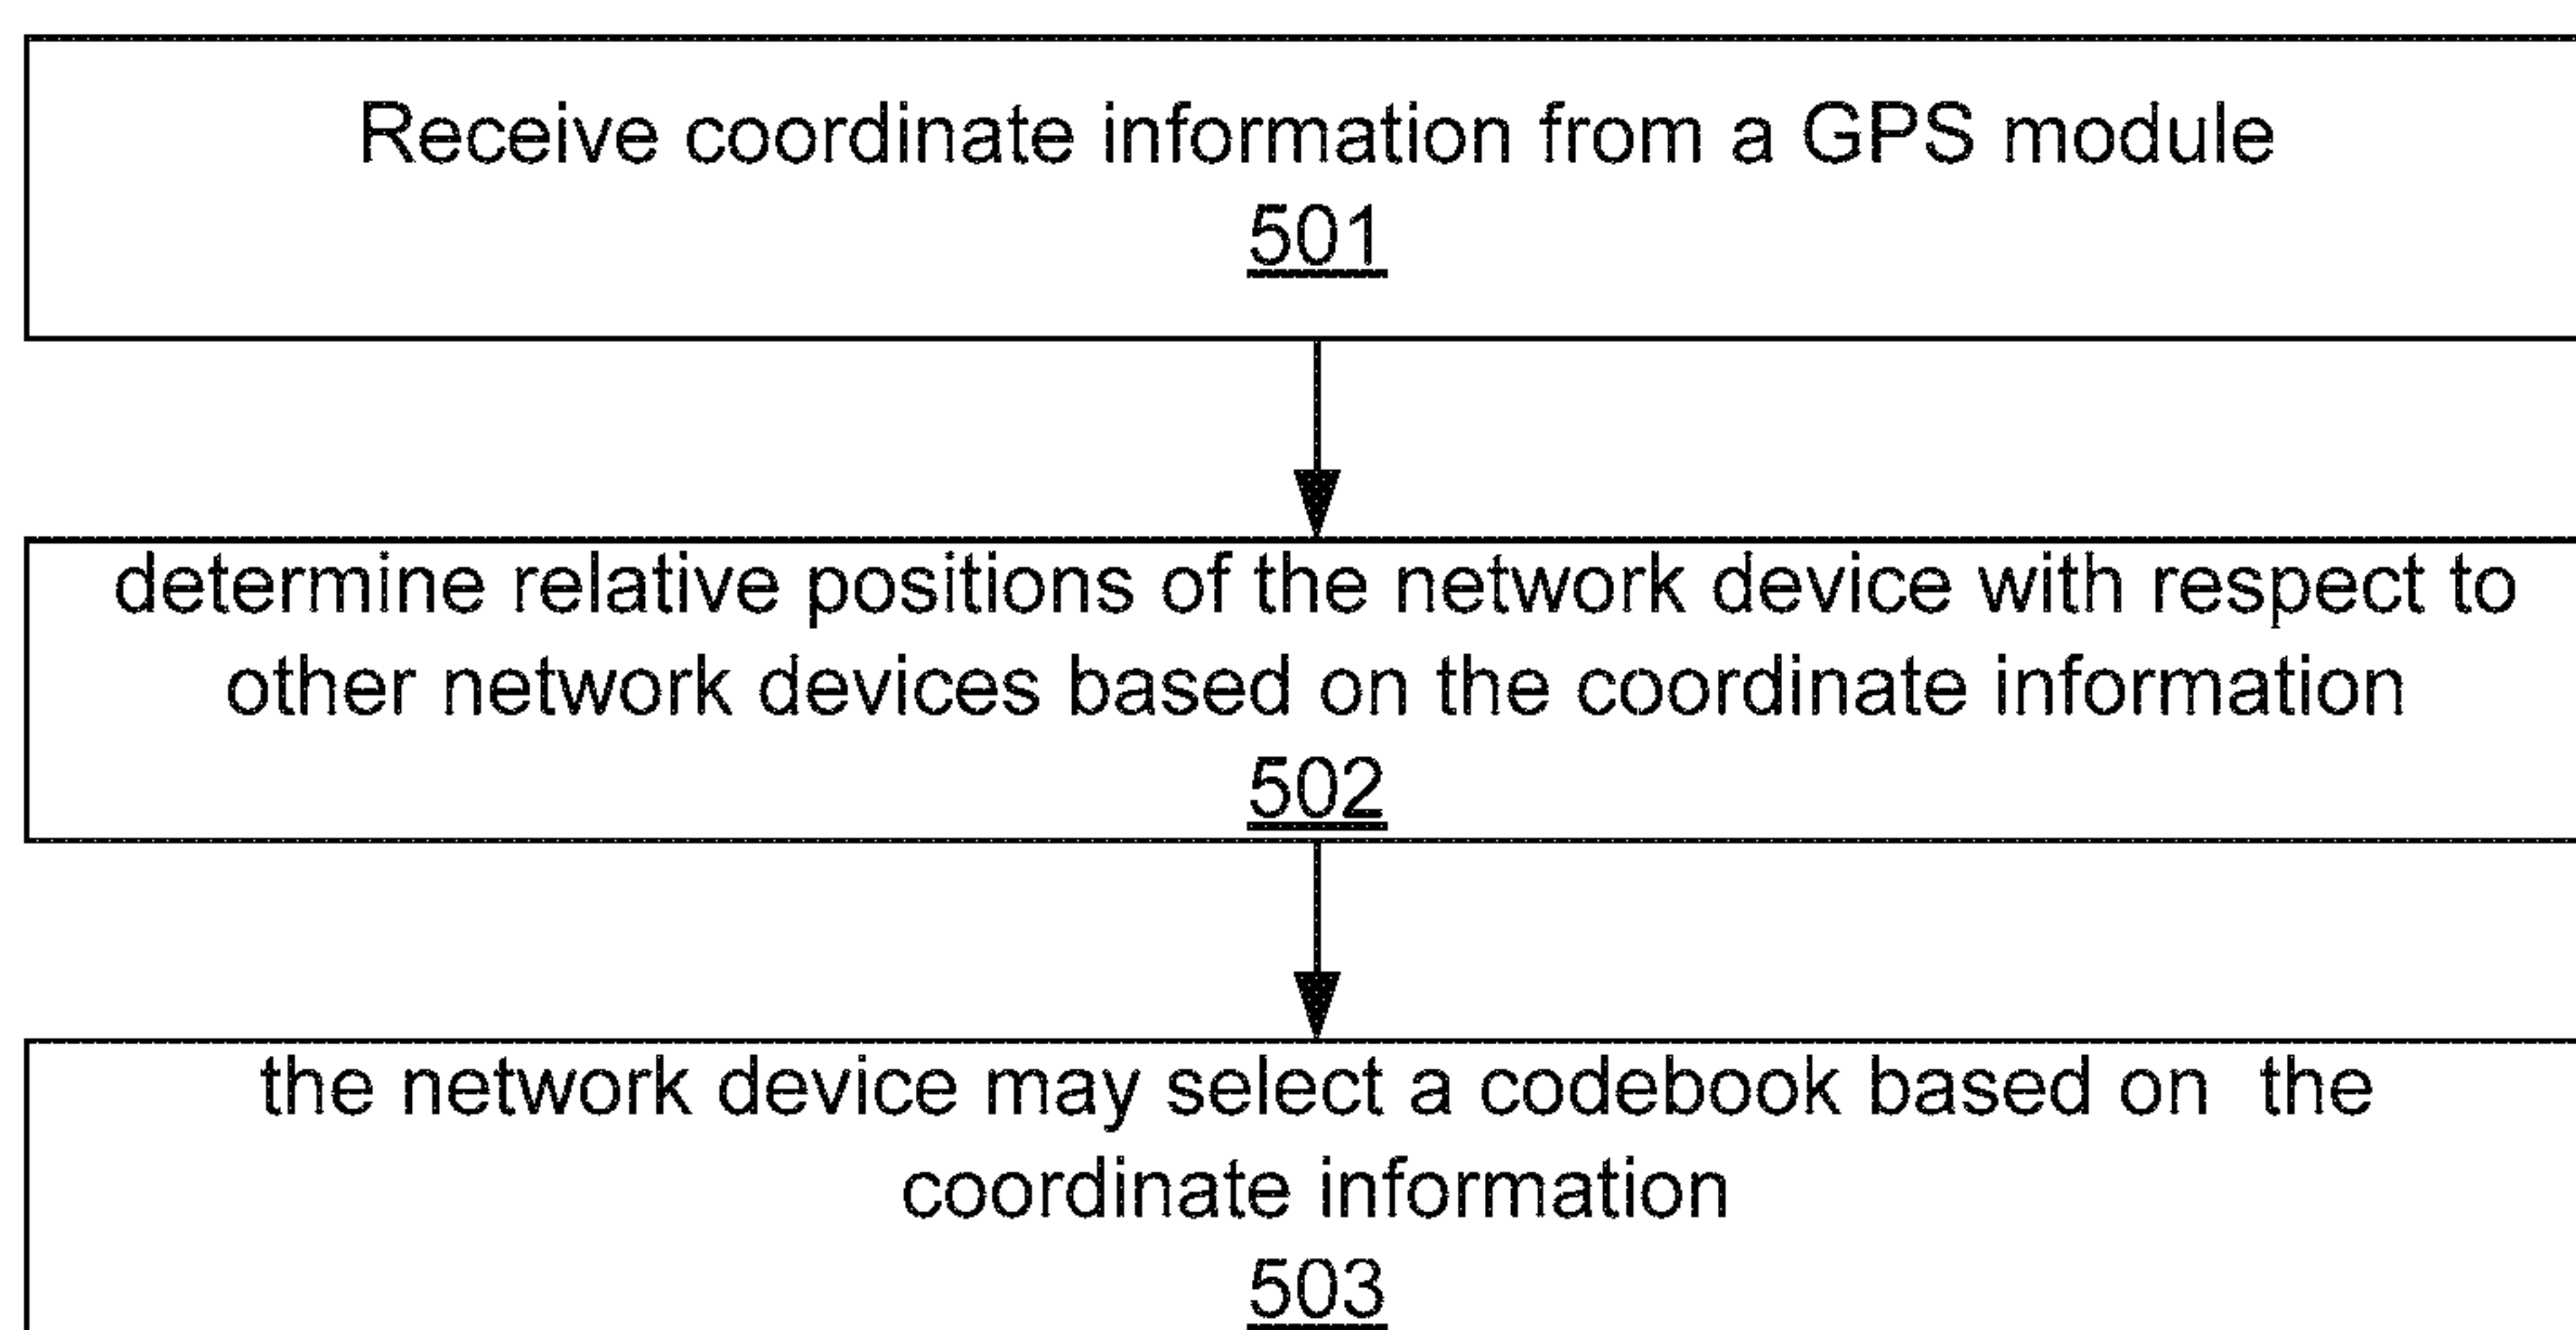 Receive coordinate information from a GPS module
501
determine relative positions of the network device with respect to
other network devices based on the coordinate information
502
the network device may select a codebook based on  the
coordinate information
503